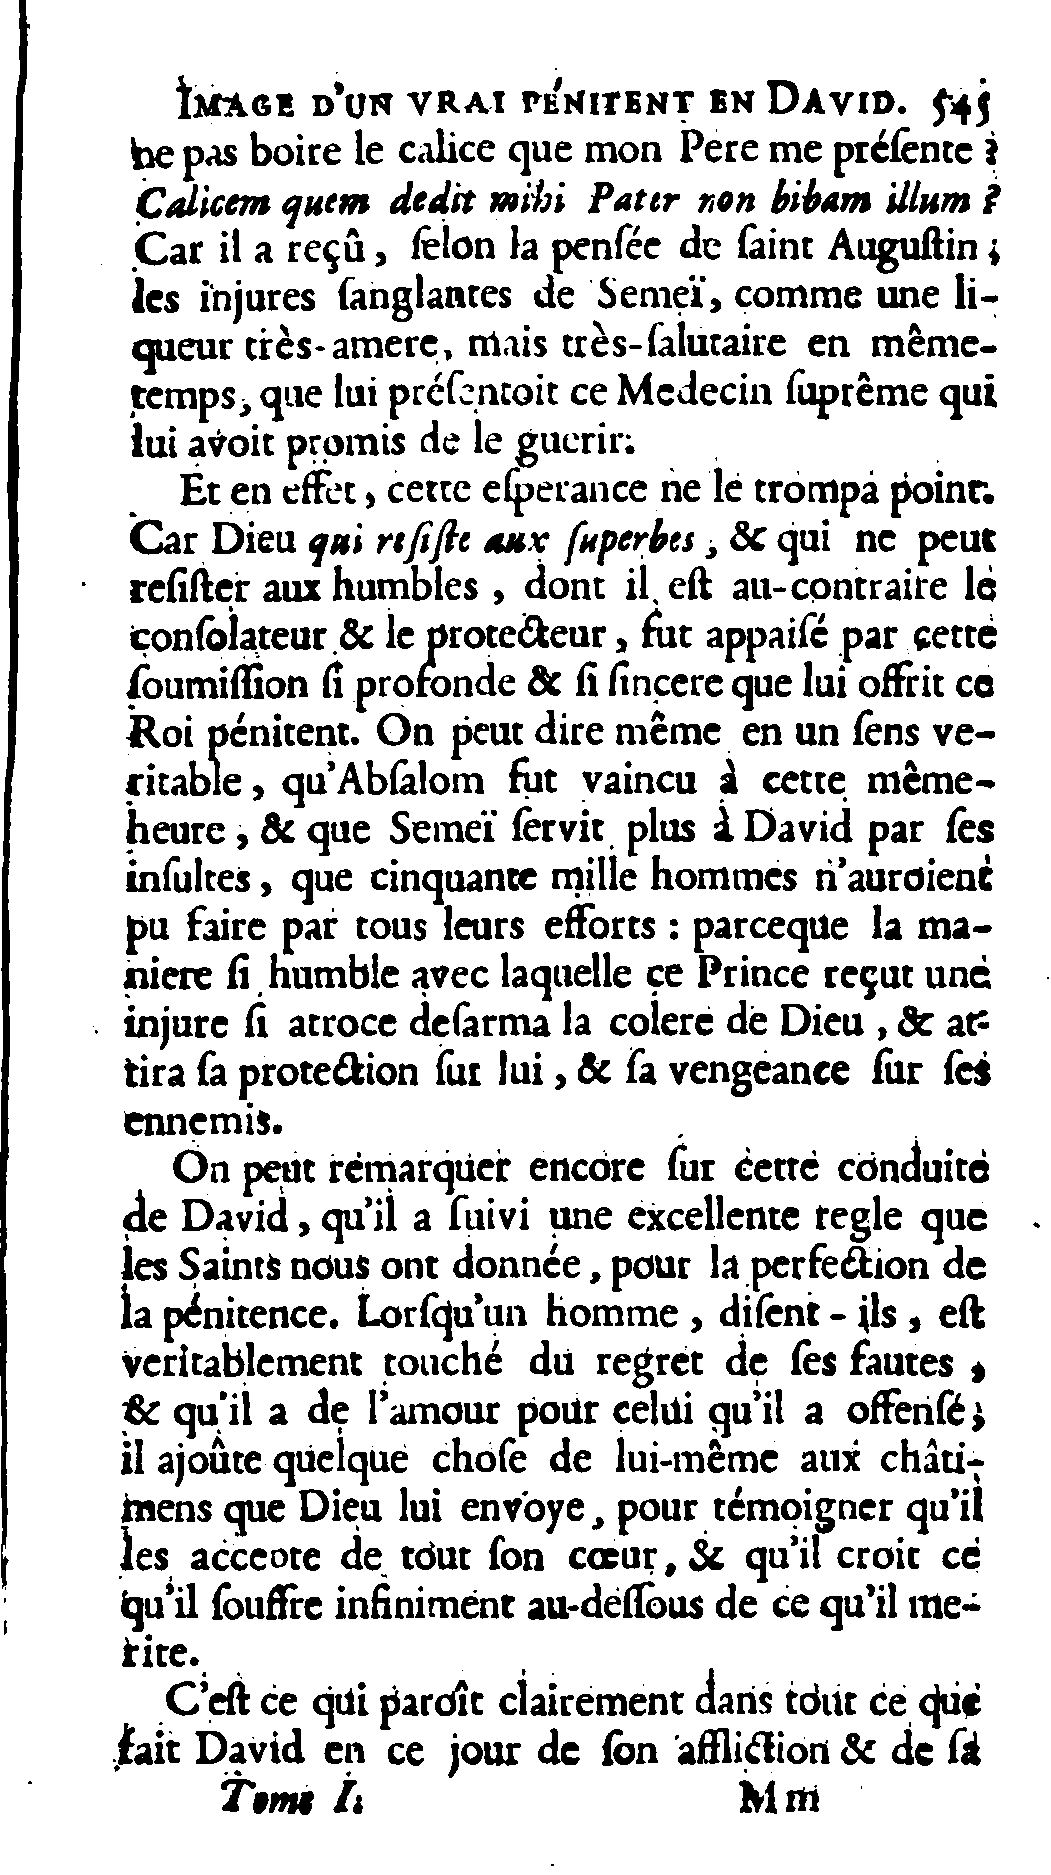 IMAGE D'UN VRAI PÉNITENT EN DAVID. 545
ne pas boire le calice que mon Pere me préſente ?
Calicem quem dedit mihi Pater non bibam illum ?
Car il a reçû, ſelon la penſée de ſaint Auguſtin ,
les injures ſanglantes de Semeï, comme une li-
queur très-amere, mais très-ſalutaire en même-
temps, que lui préſentoit ce Medecin ſuprême qui
lui avoit promis de le guerir.
Et en effet, cette eſperance ne le trompa point.
Car Dieu qui reſiſte aux ſuperbes, & qui ne peut
reſiſter aux humbles, dont il eſt au-contraire le
conſolateur & le protecteur, fut appaiſé par cette
ſoumiſſion ſi profonde & ſi ſincere que lui offrit ce
Roi pénitent. On peut dire même en un ſens ve-
ritable, qu'Abſalom fut vaincu à cette même-
heure, & que Semeï ſervit plus à David par ſes
inſultes, que cinquante mille hommes n'auroient
pu faire par tous leurs efforts : parceque la ma-
niere ſi humble avec laquelle ce Prince reçut une
injure ſi atroce deſarma la colere de Dieu, & at-
tira ſa protection ſur lui, & ſa vengeance ſur ſes
ennemis.
On peut remarquer encore ſur cette conduite
de David, qu'il a ſuivi une excellente regle que
les Saints nous ont donnée, pour la perfection de
la pénitence. Lorſqu'un homme, diſent-ils, eſt
veritablement touché du regret de ſes fautes,
& qu'il a de l'amour pour celui qu'il a offenſé,
il ajoûte quelque choſe de lui-même aux châti-
mens que Dieu lui envoye, pour témoigner qu'il
les accepte de tout ſon cœur, & qu'il croit ce
qu'il ſouffre infiniment au-deſſous de ce qu'il me-
rite.
C'eſt ce qui paroît clairement dans tout ce que
fait David en ce jour de ſon affliction & de ſa
Tome I. Mm